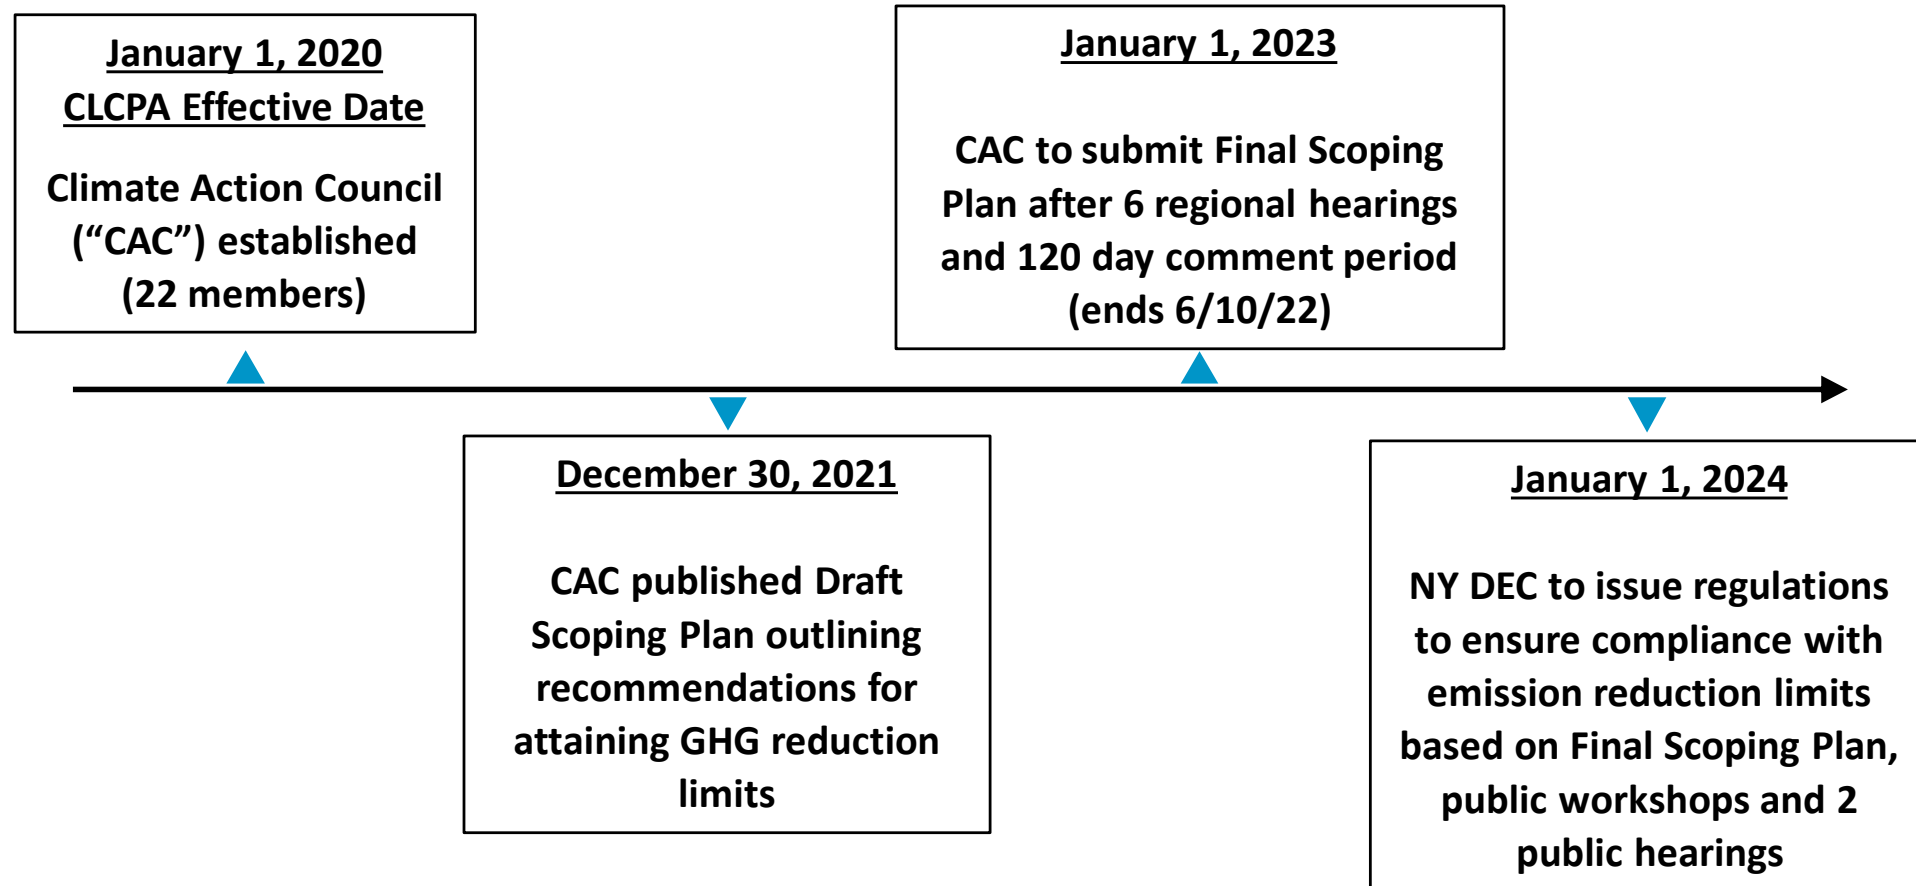 January 1, 2020
CLCPA Effective Date
Climate Action Council
(“CAC”) established
(22 members)
December 30, 2021
CAC published Draft
Scoping Plan outlining
recommendations for
attaining GHG reduction
limits
January 1, 2023
CAC to submit Final Scoping
Plan after 6 regional hearings
and 120 day comment period
(ends 6/10/22)
January 1, 2024
NY DEC to issue regulations
to ensure compliance with
emission reduction limits
based on Final Scoping Plan,
public workshops and 2
public hearings